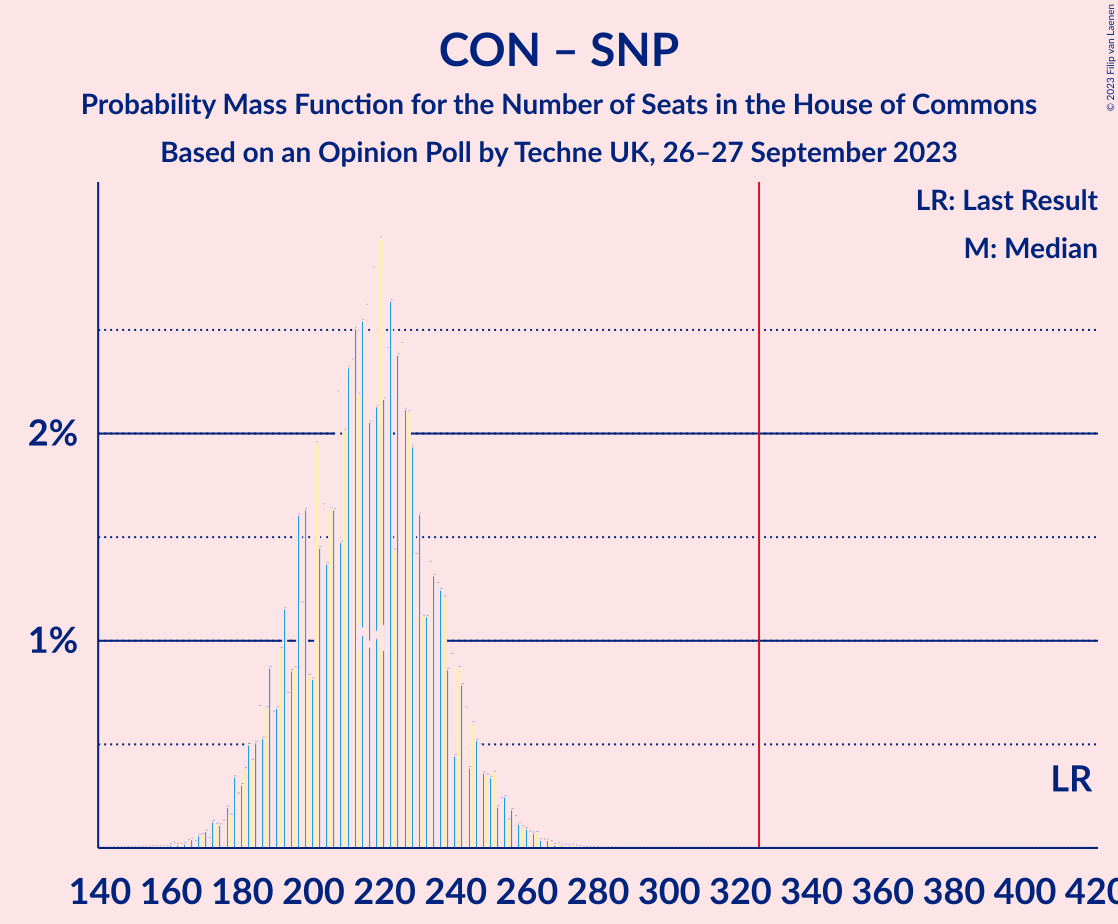 CON – SNP
Probability Mass Function for the Number of Seats in the House of Commons
Based on an Opinion Poll by Techne UK, 26–27 September 2023
© 2023 Filip van Laenen
LR: Last Result
M: Median
2%
1%
LR
140 160 180 200 220 240 260 280 300 320 340 360 380 400 420